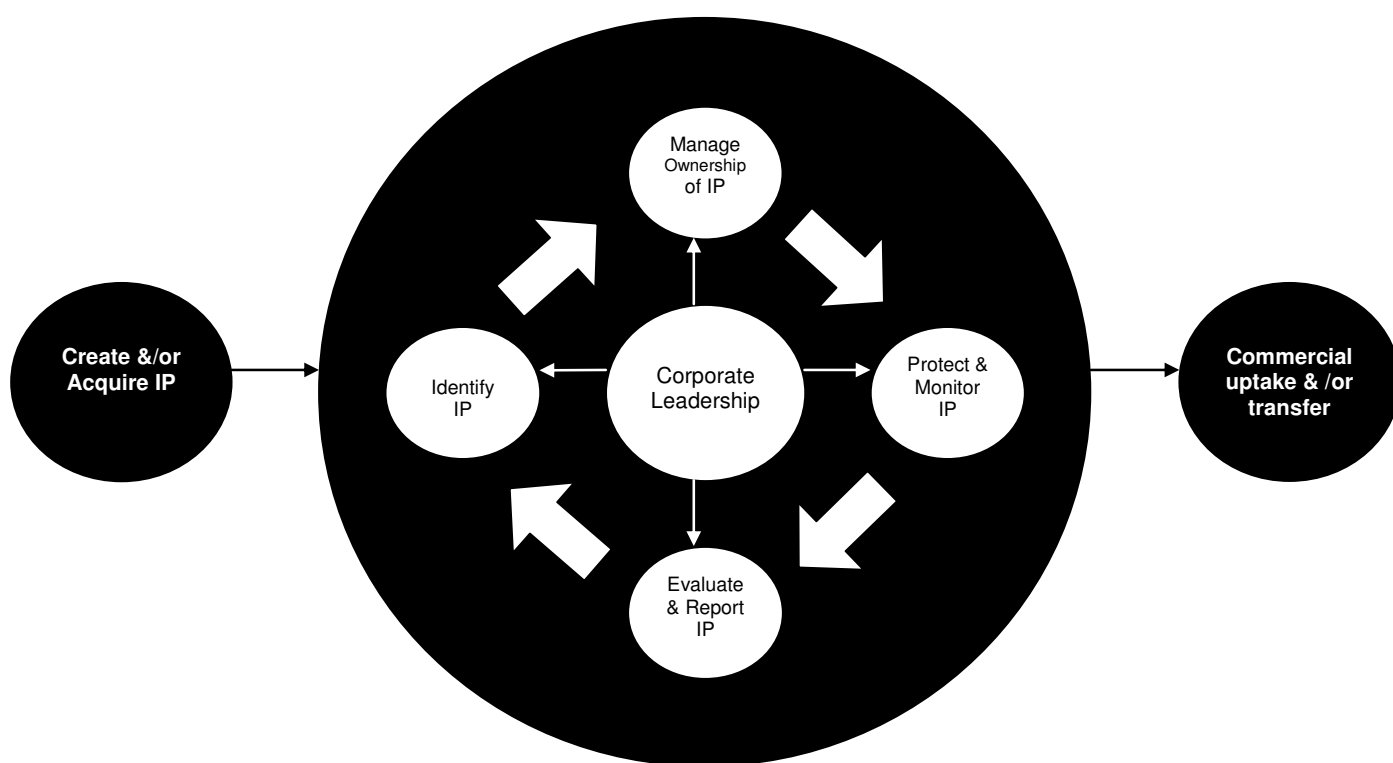 Manage
Ownership
of IP
Create &/or
Acquire IP
Identify
IP
Corporate
Leadership
Protect &
Monitor
IP
Commercial
uptake & /or
transfer
Evaluate
& Report
IP